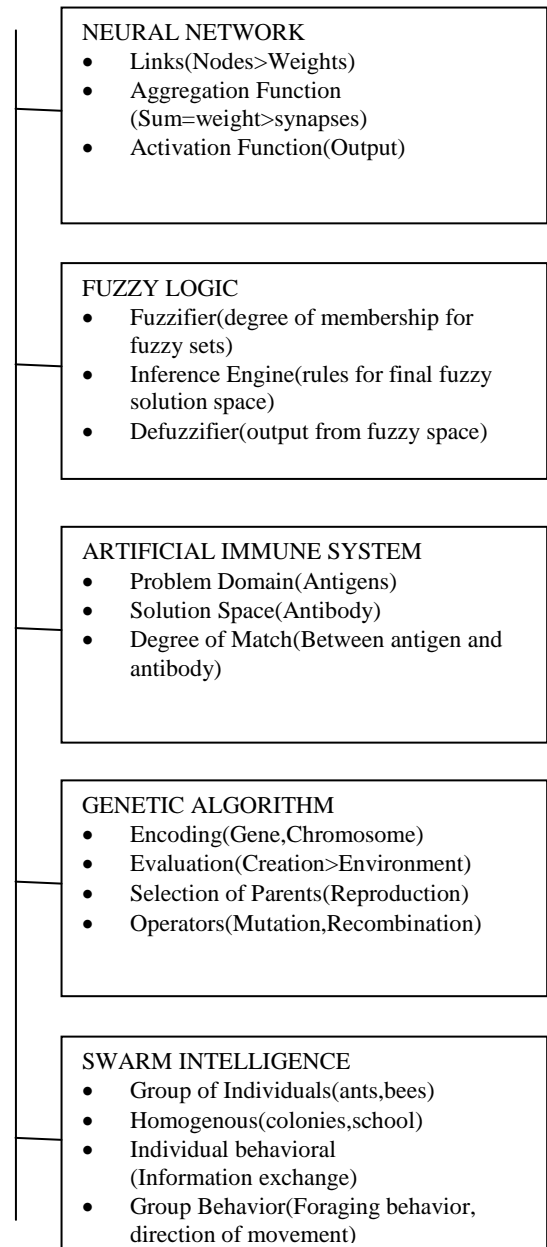 NEURAL NETWORK
• Links(Nodes>Weights)
• Aggregation Function
(Sum=weight>synapses)
• Activation Function(Output)
FUZZY LOGIC
• Fuzzifier(degree of membership for
fuzzy sets)
• Inference Engine(rules for final fuzzy
solution space)
• Defuzzifier(output from fuzzy space)
ARTIFICIAL IMMUNE SYSTEM
• Problem Domain(Antigens)
• Solution Space(Antibody)
• Degree of Match(Between antigen and
antibody)
GENETIC ALGORITHM
• Encoding(Gene,Chromosome)
• Evaluation(Creation>Environment)
• Selection of Parents(Reproduction)
• Operators(Mutation,Recombination)
SWARM INTELLIGENCE
• Group of Individuals(ants,bees)
• Homogenous(colonies,school)
• Individual behavioral
(Information exchange)
• Group Behavior(Foraging behavior,
direction of movement)